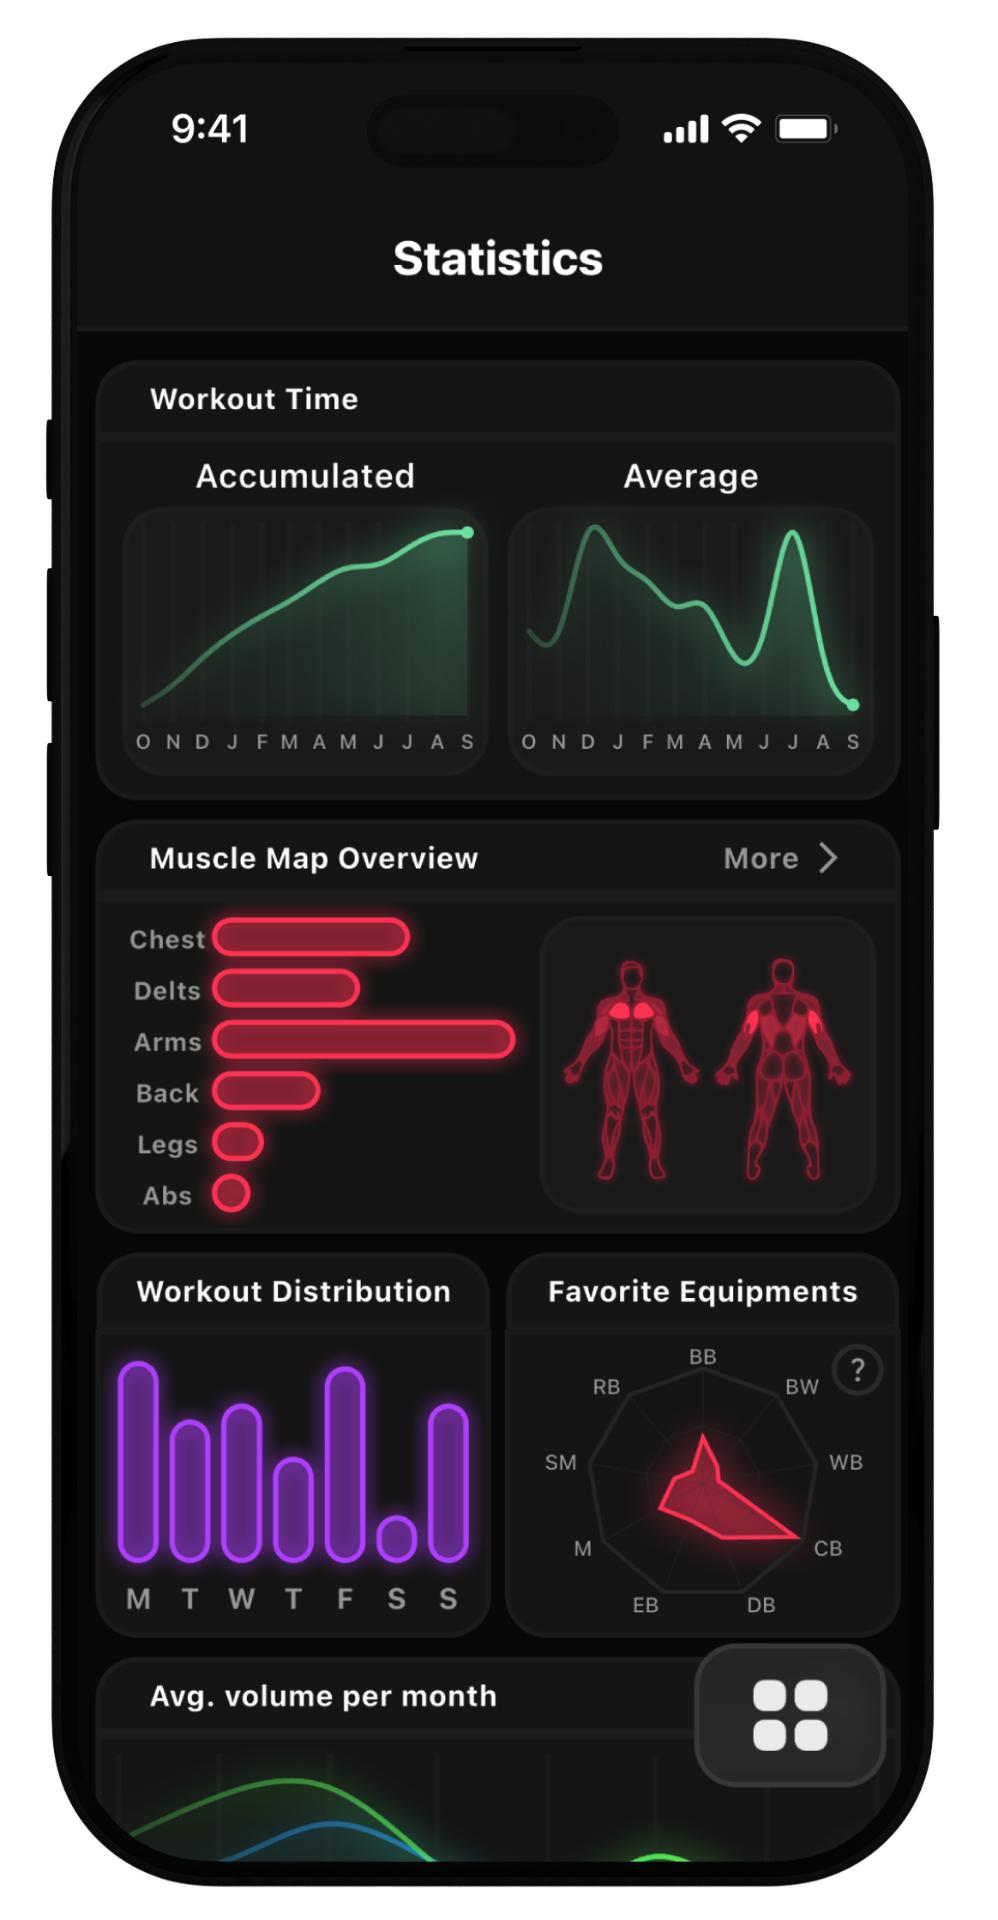 9:41
Statistics
Workout Time
Accumulated
Average
O N D J F M A M J J A S
O N D J F M A M J J A S
Muscle Map Overview
More
Chest
Delts
Arms
Back
Legs
Abs
Workout Distribution
M T W T F S S
Favorite Equipments
?
BB
RB
BW
SM
WB
M
CB
EB
DB
Avg. volume per month